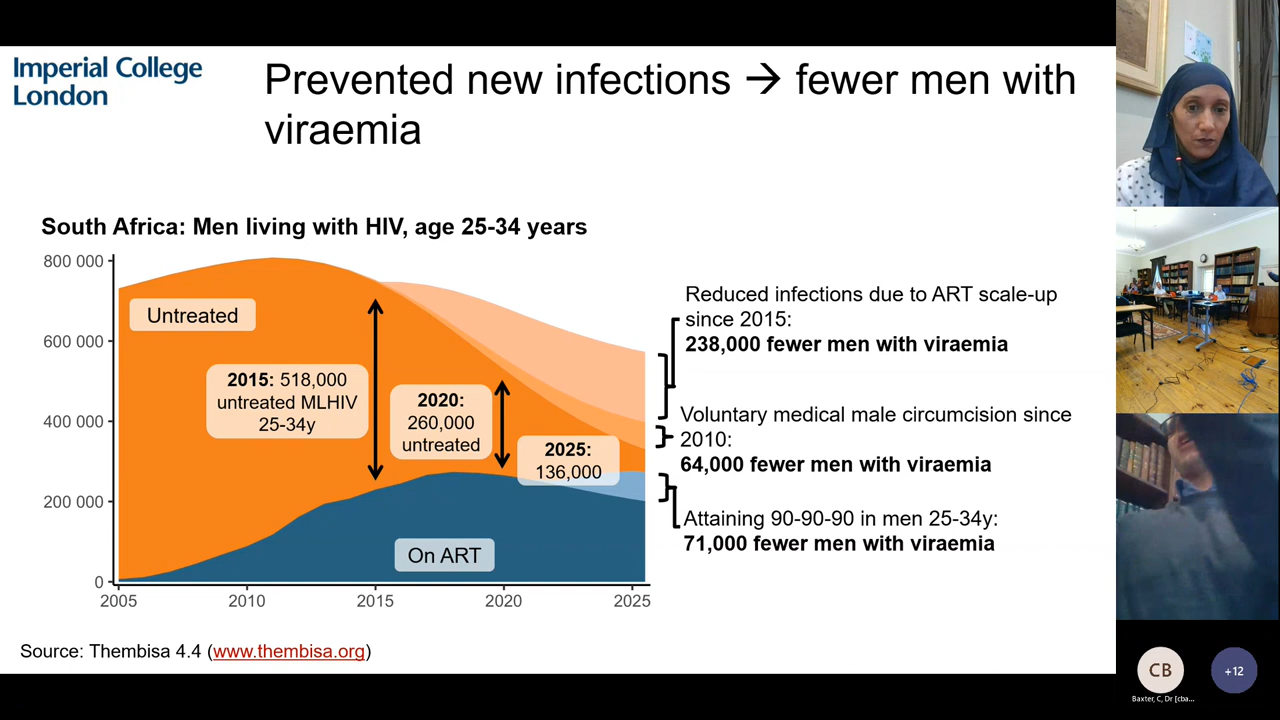 Imperial College
London
Prevented new infections → fewer men with
viraemia
South Africa: Men living with HIV, age 25-34 years
800 000
600 000
400 000
200 000
0
2005
2010
2015
2020
2025
Untreated
2015: 518,000
untreated MLHIV
25-34y
2020:
260,000
untreated
2025:
136,000
On ART
Reduced infections due to ART scale-up
since 2015:
238,000 fewer men with viraemia
Voluntary medical male circumcision since
2010:
64,000 fewer men with viraemia
Attaining 90-90-90 in men 25-34y:
71,000 fewer men with viraemia
Source: Thembisa 4.4 (www.thembisa.org)
CB
Baxter, C, Dr [cba...
+12